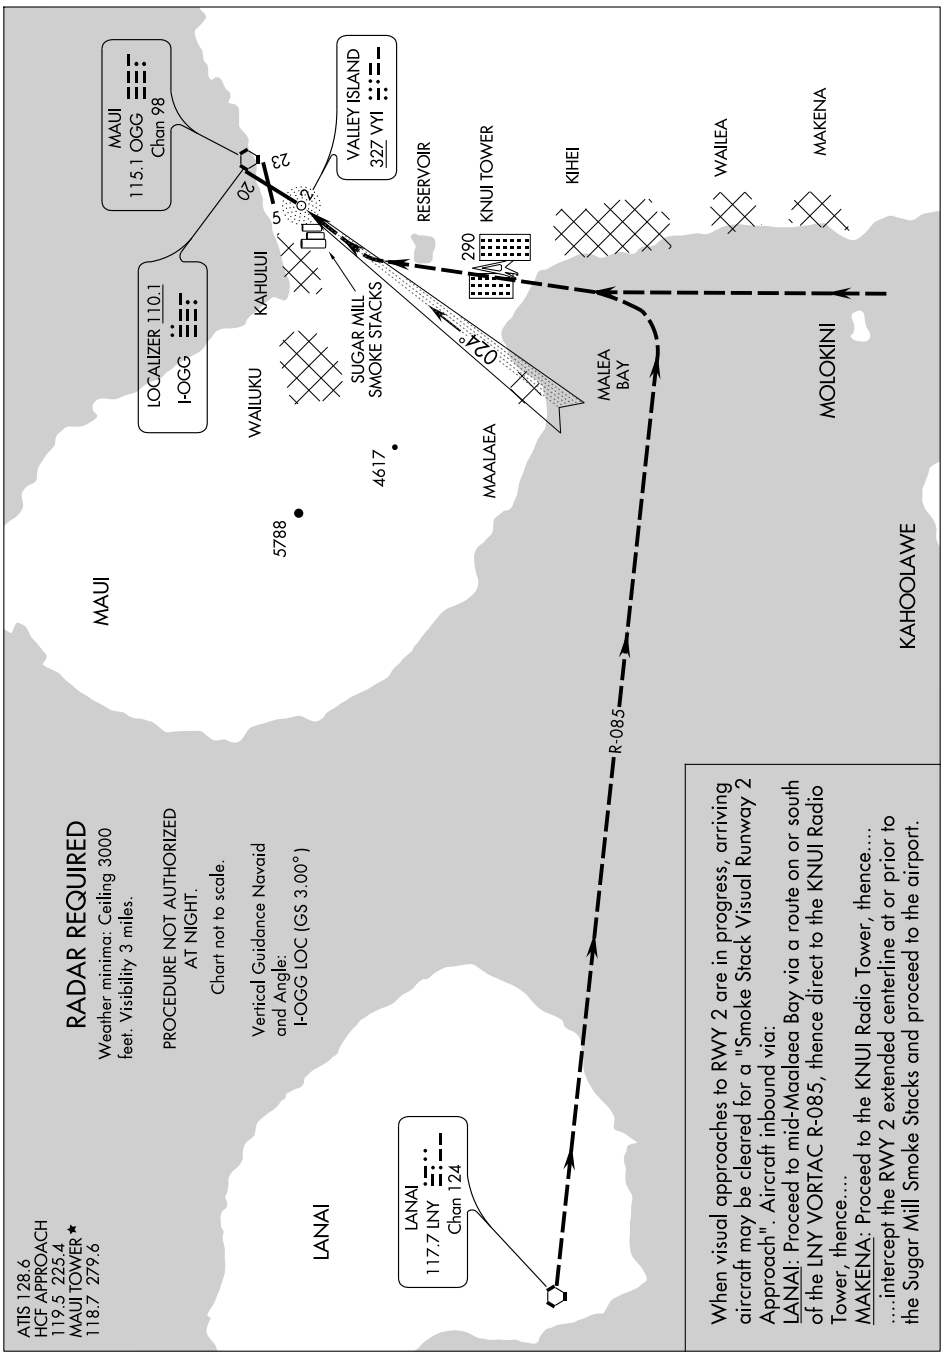 ATIS 128.6
HCF APPROACH
119.5 225.4
MAUI TOWER★
118.7 279.6
RADAR REQUIRED
Weather minima: Ceiling 3000
feet. Visibility 3 miles.
PROCEDURE NOT AUTHORIZED
AT NIGHT.
Chart not to scale.
Vertical Guidance Navaid
and Angle:
I-OGG LOC (GS 3.00°)
MAUI
LOCALIZER 110.1
I-OGG
MAUI
115.1 OGG
Chan 98
20
23
5
2
VALLEY ISLAND
327 VYI
WAILUKU
KAHULUI
SUGAR MILL
SMOKE STACKS
5788
4617
RESERVOIR
290
KNUI TOWER
024°
MAALAEA
MALEA
BAY
KIHEI
WAILEA
MAKENA
MOLOKINI
KAHOOLAWE
R-085
LANAI
LANAI
117.7 LNY
Chan 124
When visual approaches to RWY 2 are in progress, arriving
aircraft may be cleared for a "Smoke Stack Visual Runway 2
Approach". Aircraft inbound via:
LANAI: Proceed to mid-Maalaea Bay via a route on or south
of the LNY VORTAC R-085, thence direct to the KNUI Radio
Tower, thence....
MAKENA: Proceed to the KNUI Radio Tower, thence....
....intercept the RWY 2 extended centerline at or prior to
the Sugar Mill Smoke Stacks and proceed to the airport.